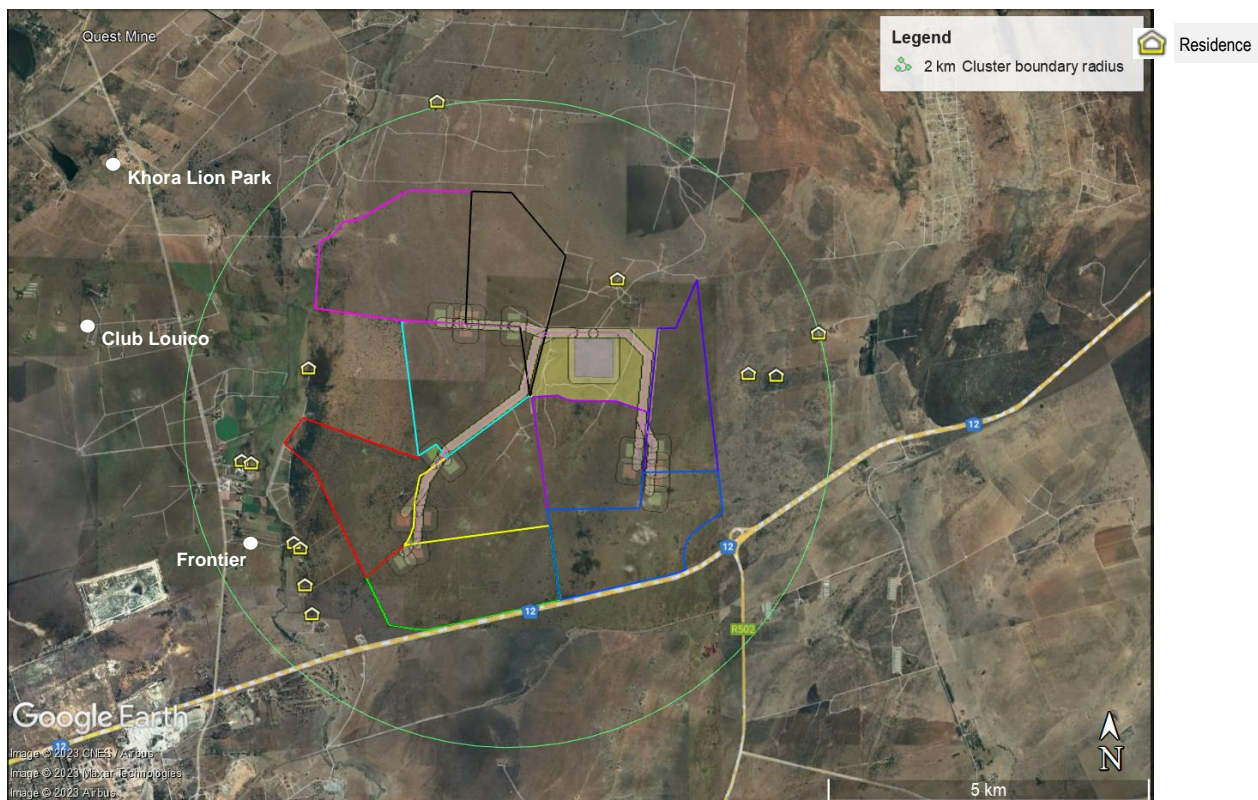 Quest Mine
Legend
2 km Cluster boundary radius
Residence
Khora Lion Park
Club Louico
12
Frontier
12
12
R502
Google Earth
12
Image © 2023 CNES / Airbus
Image © 2023 Maxar Technologies
Image © 2023 Airbus
N
5 km